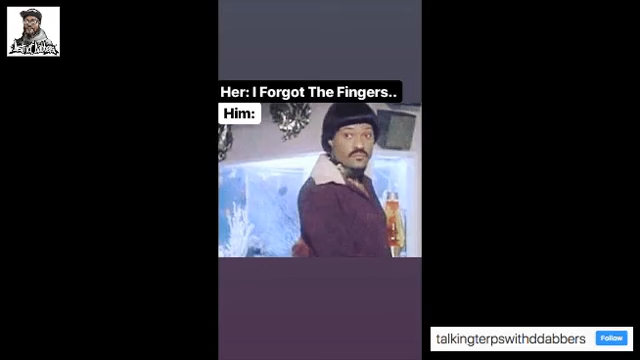 Her: I Forgot The Fingers..
Him:
talkingterpswithddabbers
Follow